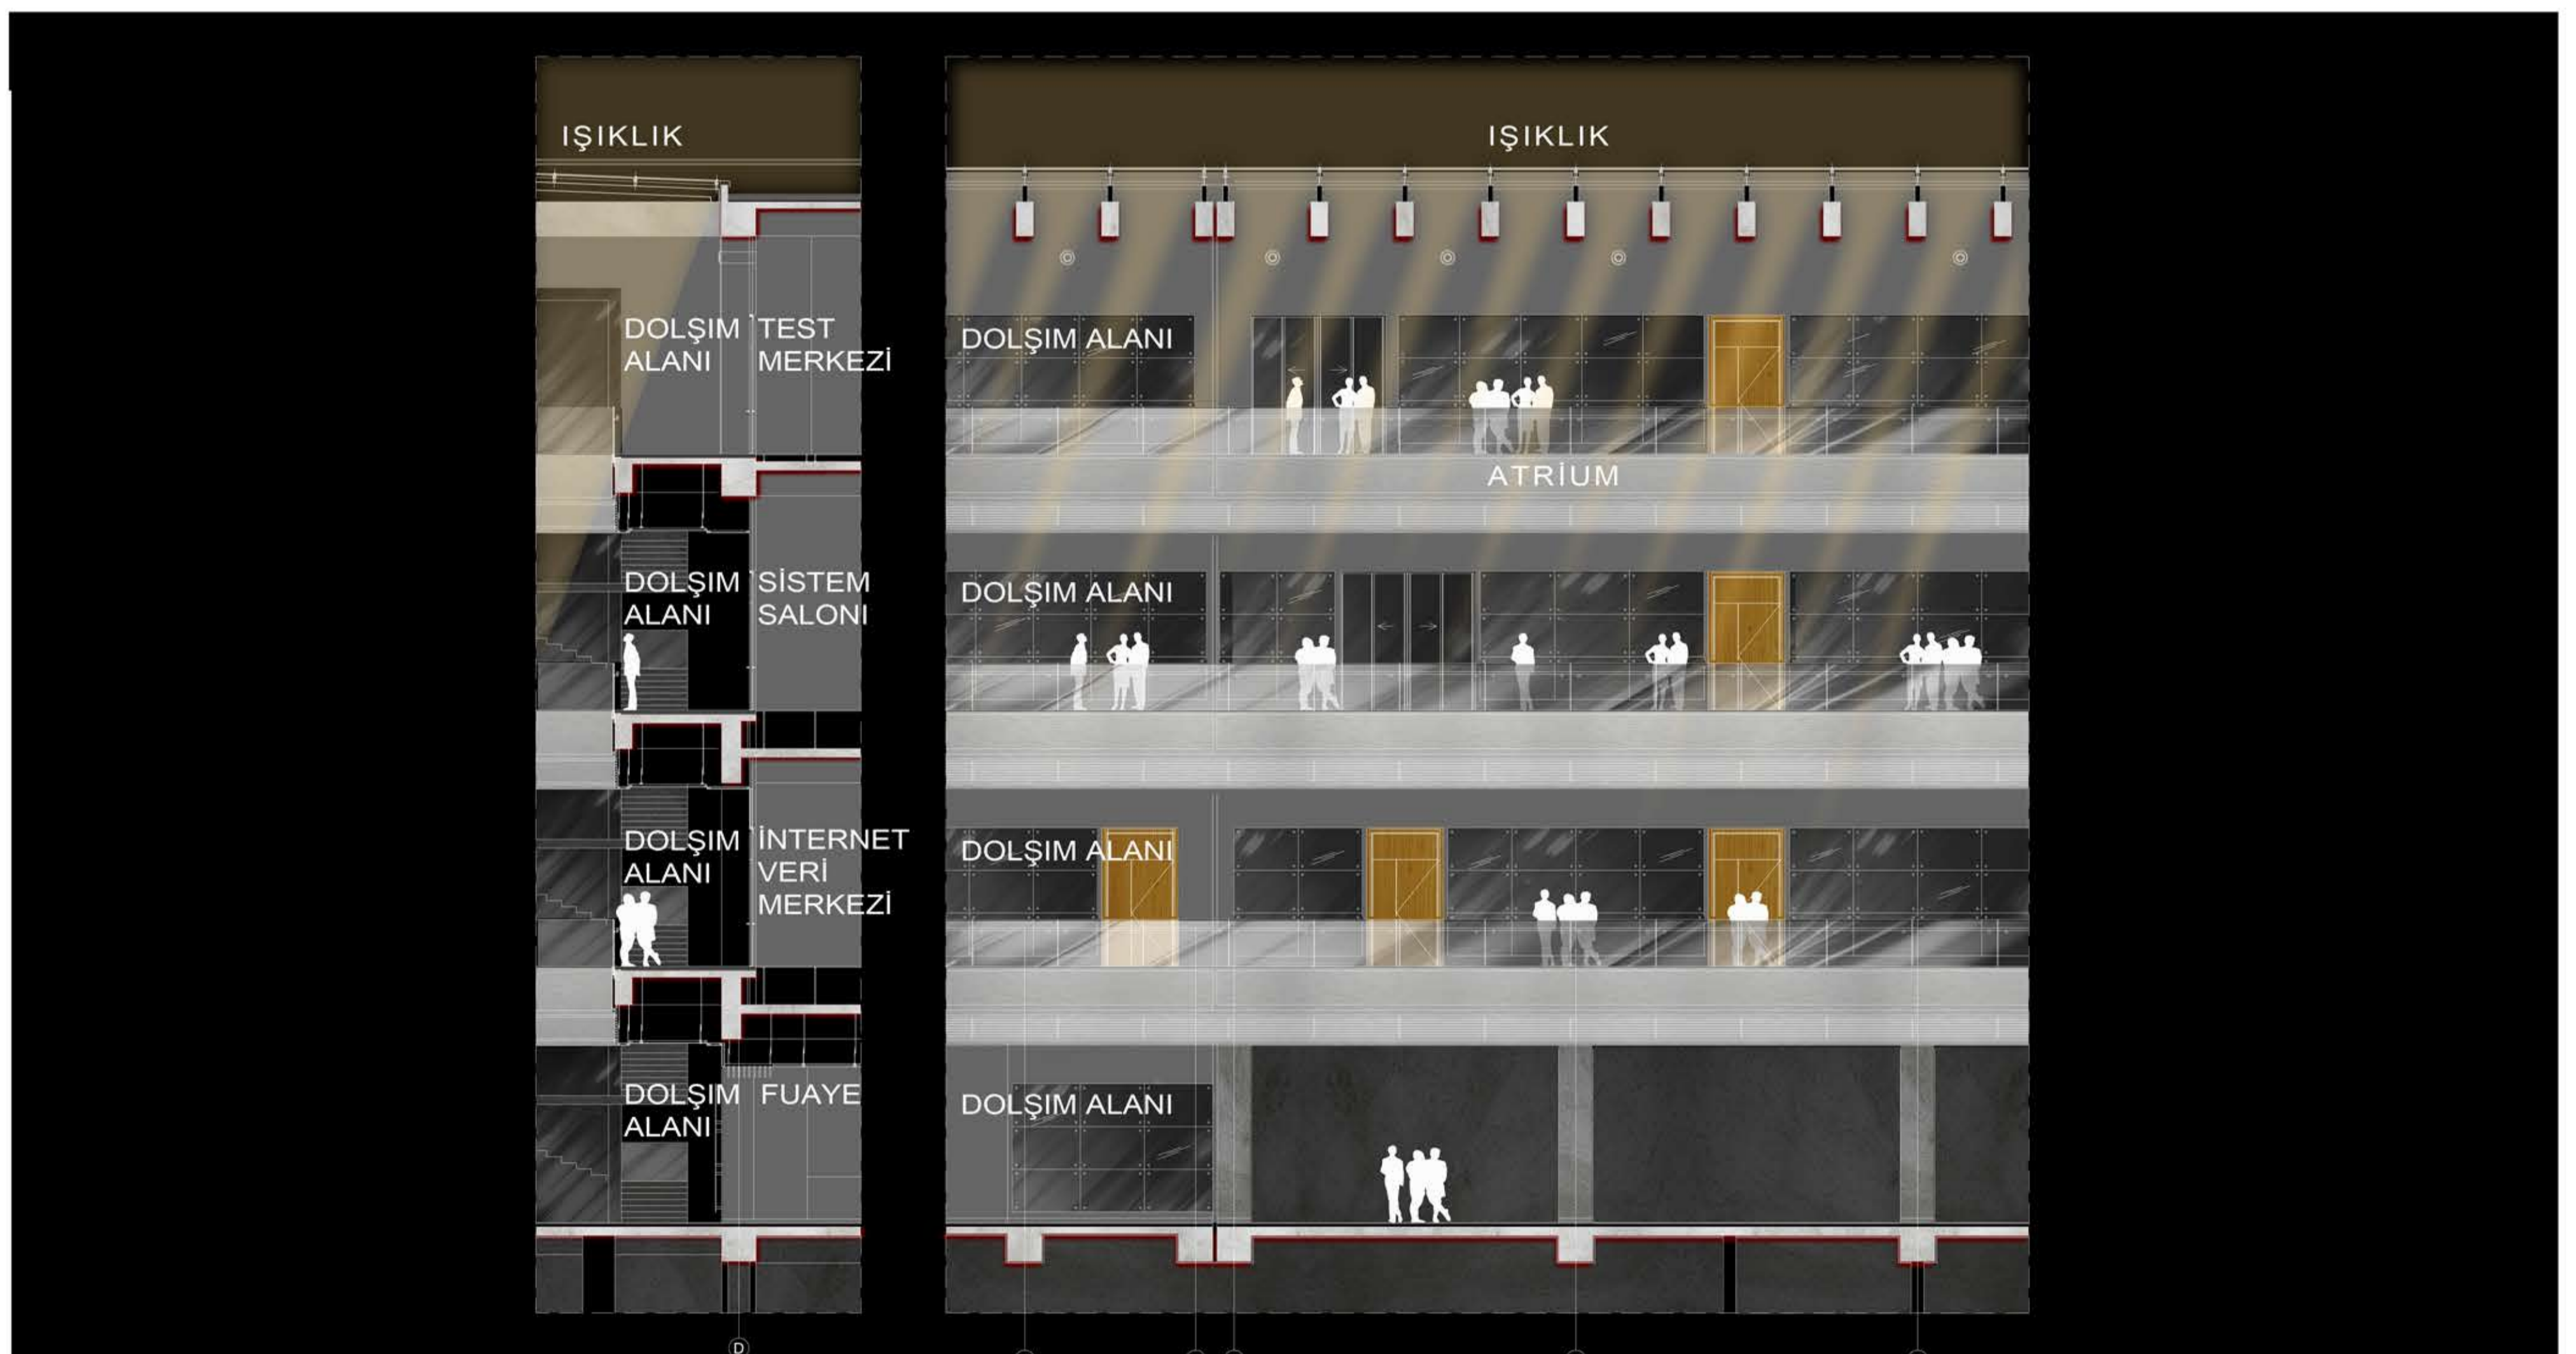 IŞIKLIK
IŞIKLIK
DOLŞIM ALANI
TEST MERKEZİ
DOLŞIM ALANI
ATRİUM
DOLŞIM ALANI
SİSTEM SALONI
DOLŞIM ALANI
DOLŞIM ALANI
İNTERNET VERİ MERKEZİ
DOLŞIM ALANI
DOLŞIM ALANI
FUAYE
DOLŞIM ALANI
D